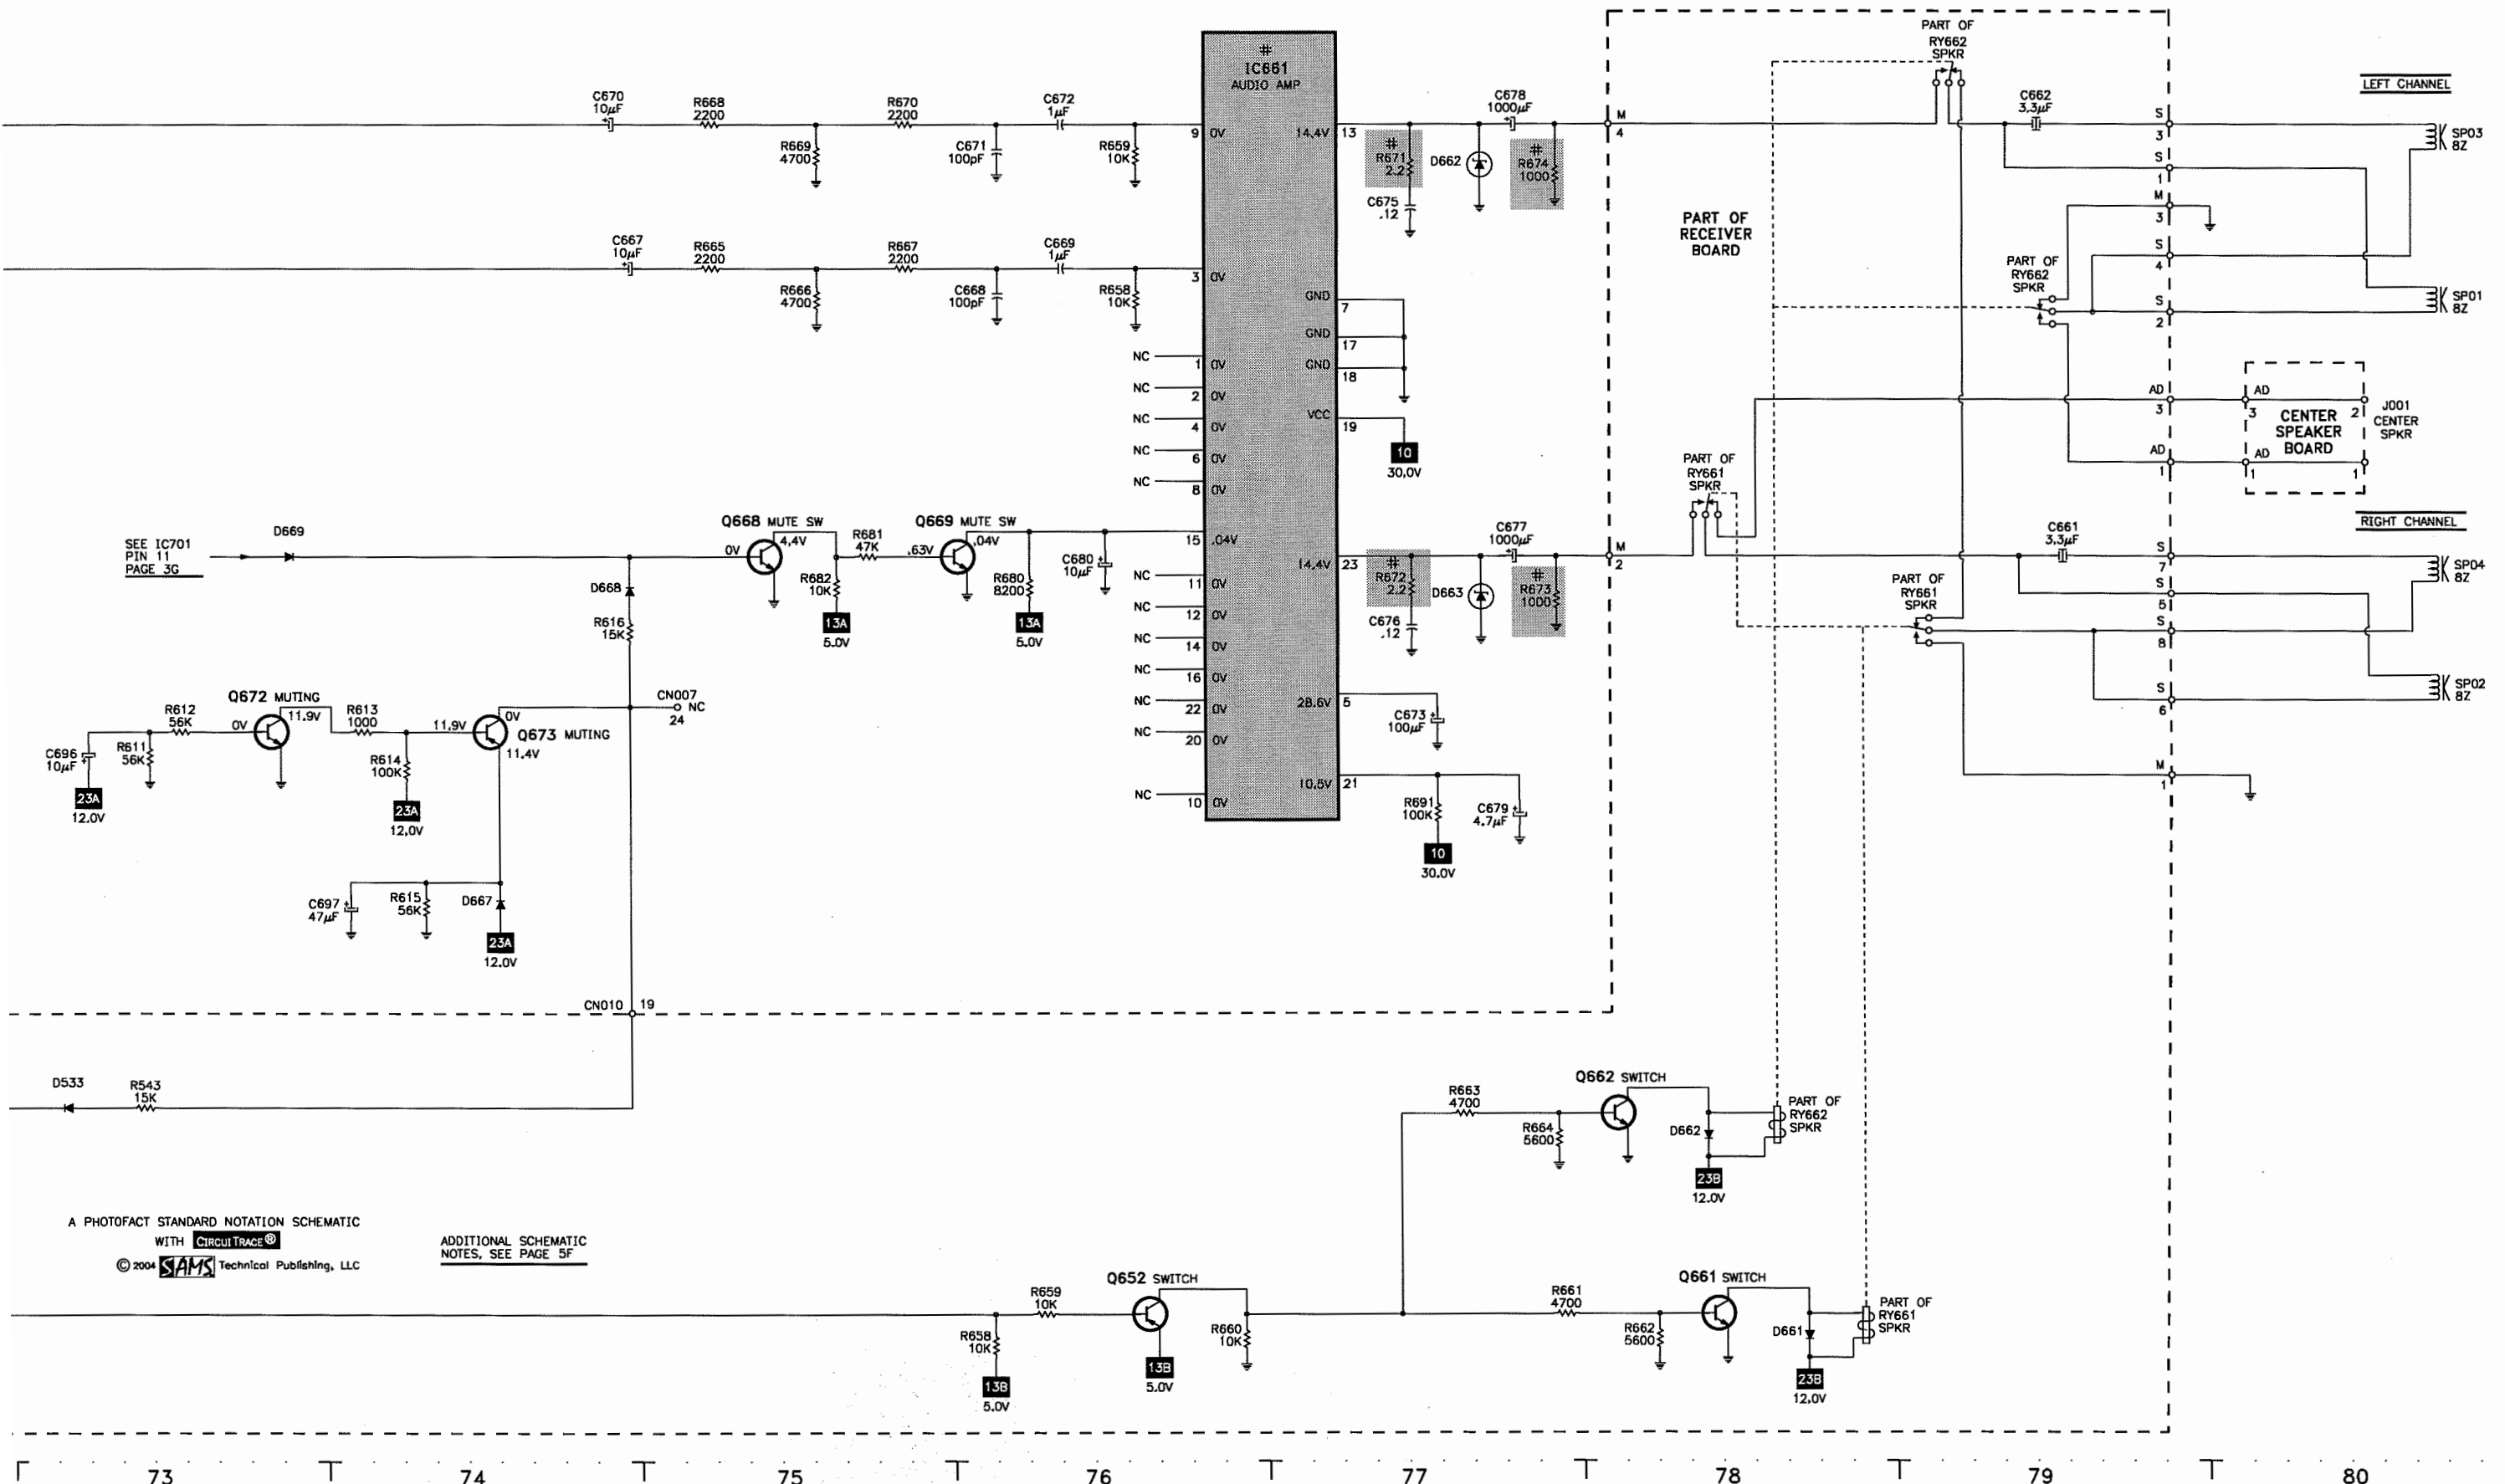 PART OF
RY662
SPKR
LEFT CHANNEL
#
IC661
AUDIO AMP
C670
10µF
R668
2200
R670
2200
C672
1µF
C678
1000µF
C662
3.3µF
R669
4700
C671
100pF
R659
10K
9 0V
14.4V 13
#
R671
2.2
D662
#
R674
1000
C675
.12
M
4
S
3
SP03
8Z
S
1
M
3
PART OF
RECEIVER
BOARD
S
4
C667
10µF
R665
2200
R667
2200
C669
1µF
R666
4700
C668
100pF
R658
10K
3 0V
GND
7
GND
17
GND
18
VCC
19
10
30.0V
PART OF
RY662
SPKR
S
2
SP01
8Z
NC 1 0V
NC 2 0V
NC 4 0V
NC 6 0V
NC 8 0V
AD
3
AD
3
CENTER
SPEAKER
BOARD
2
J001
CENTER
SPKR
AD
1
AD
1
1
PART OF
RY661
SPKR
RIGHT CHANNEL
SEE IC701
PIN 11
PAGE 3G
D669
Q668 MUTE SW
0V
4.4V
R681
47K
Q669 MUTE SW
.63V
.04V
R682
10K
13A
5.0V
R680
8200
13A
5.0V
C680
10µF
15 .04V
NC 11 0V
NC 12 0V
NC 14 0V
NC 16 0V
NC 22 0V
NC 20 0V
NC 10 0V
14.4V 23
#
R672
2.2
D663
C677
1000µF
#
R673
1000
C676
.12
M
2
C661
3.3µF
S
7
SP04
8Z
S
5
PART OF
RY661
SPKR
S
8
S
6
SP02
8Z
M
1
D668
R616
15K
CN007
NC
24
Q672 MUTING
0V
11.9V
R612
56K
R611
56K
C696
10µF
23A
12.0V
R613
1000
R614
100K
23A
12.0V
11.9V
0V
Q673 MUTING
11.4V
28.6V 5
C673
100µF
10.5V 21
R691
100K
C679
4.7µF
10
30.0V
C697
47µF
R615
56K
D667
23A
12.0V
CN010 19
D533
R543
15K
Q662 SWITCH
R663
4700
R664
5600
D662
PART OF
RY662
SPKR
23B
12.0V
A PHOTOFACT STANDARD NOTATION SCHEMATIC
WITH CIRCUITRACE®
© 2004 SAMS Technical Publishing, LLC
ADDITIONAL SCHEMATIC
NOTES, SEE PAGE 5F
Q652 SWITCH
R659
10K
R658
10K
13B
5.0V
13B
5.0V
R660
10K
R661
4700
R662
5600
Q661 SWITCH
D661
PART OF
RY661
SPKR
23B
12.0V
73 74 75 76 77 78 79 80